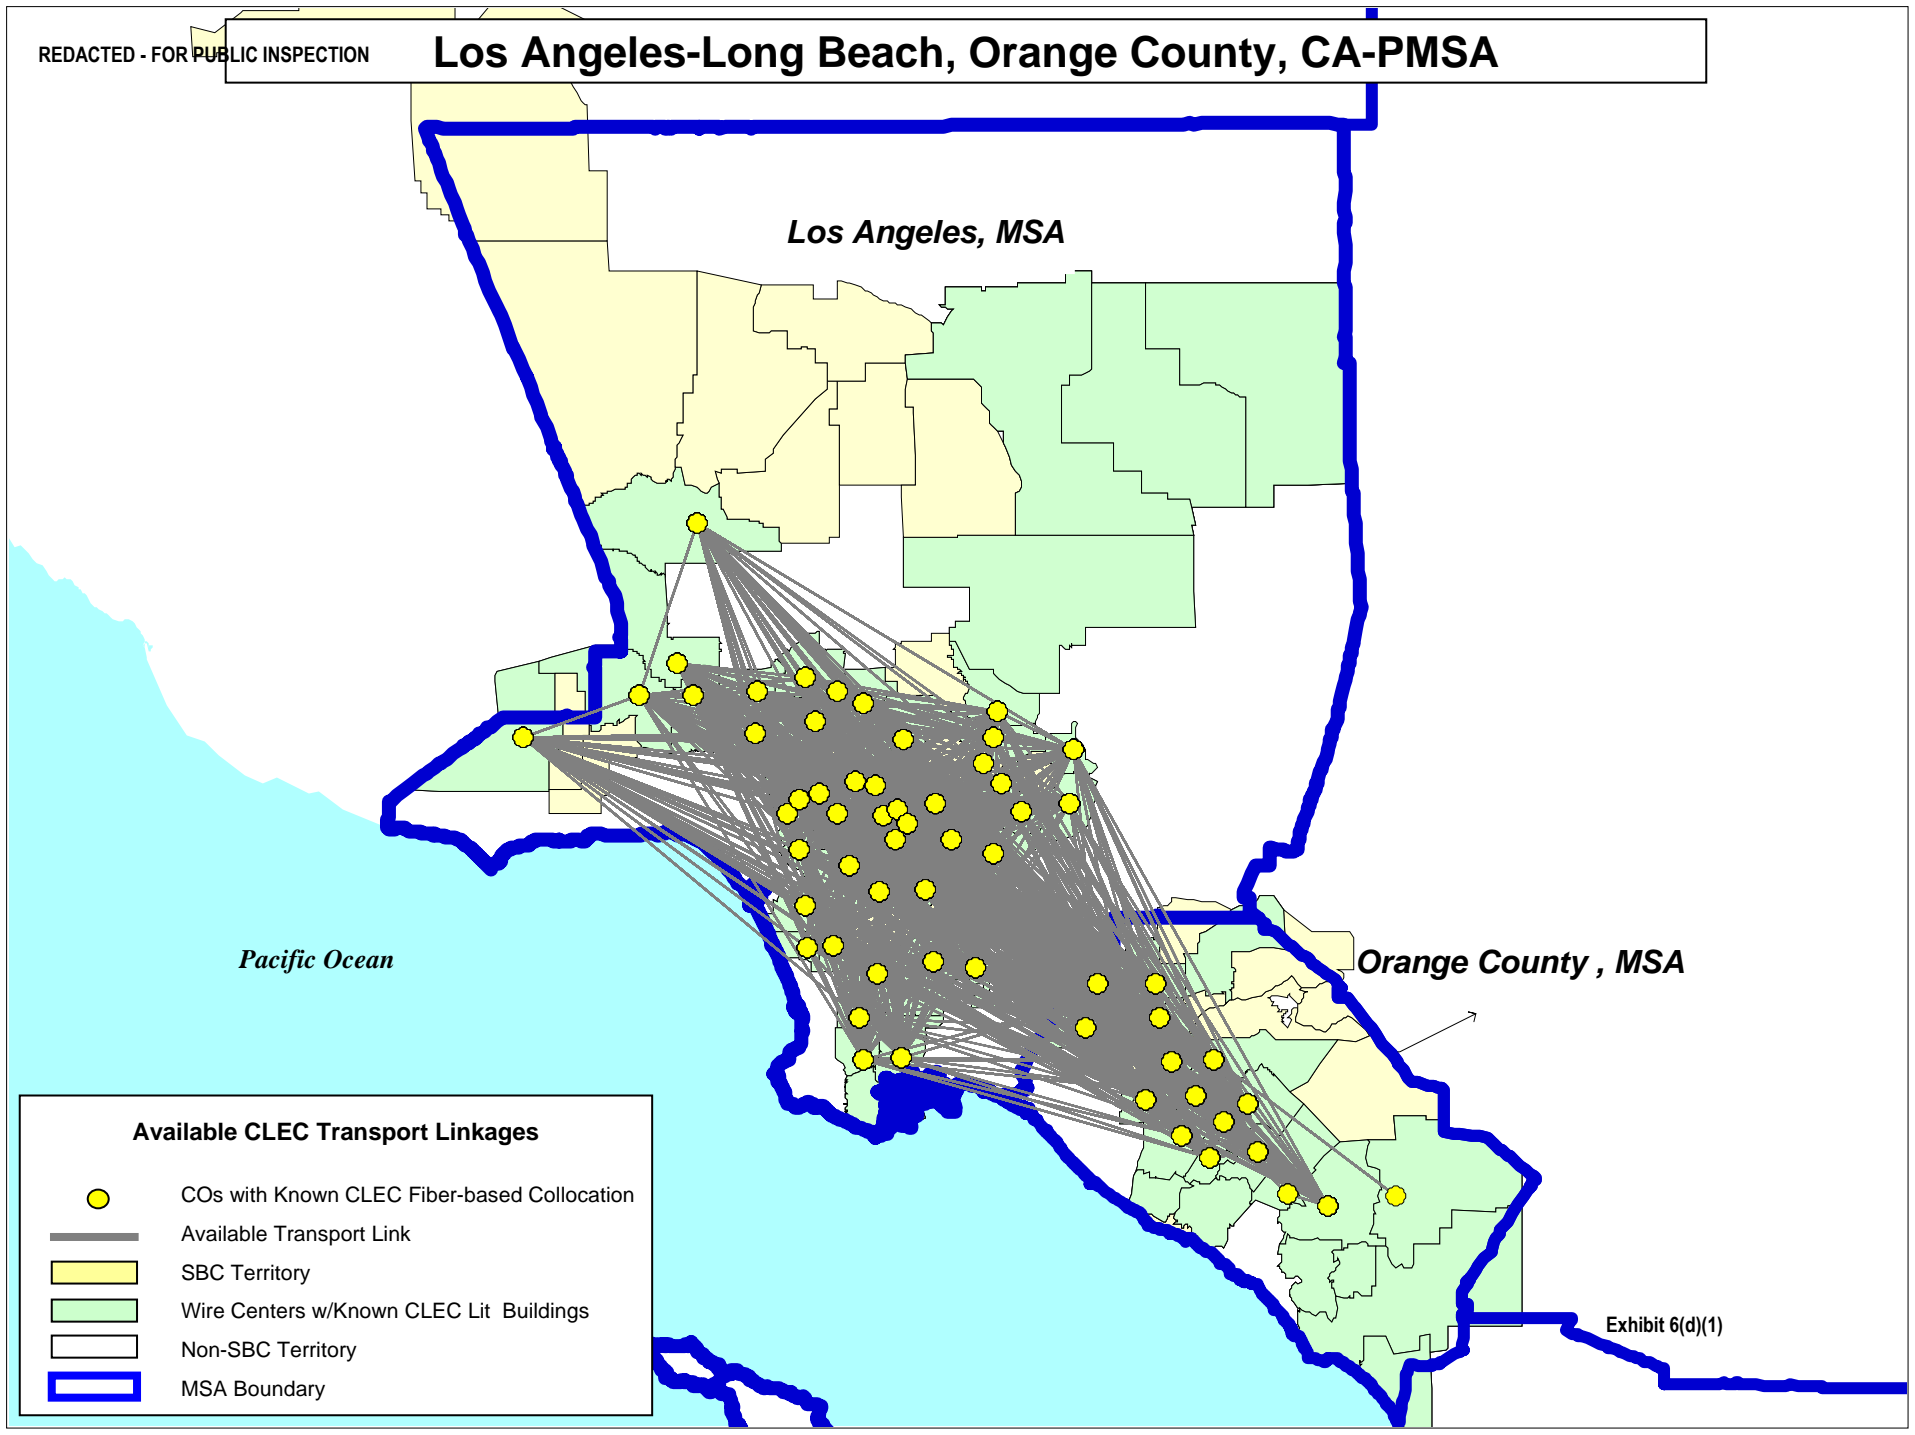 REDACTED - FOR PUBLIC INSPECTION
Los Angeles-Long Beach, Orange County, CA-PMSA
Los Angeles, MSA
Pacific Ocean
Orange County , MSA
Available CLEC Transport Linkages
COs with Known CLEC Fiber-based Collocation
Available Transport Link
SBC Territory
Wire Centers w/Known CLEC Lit Buildings
Non-SBC Territory
MSA Boundary
Exhibit 6(d)(1)